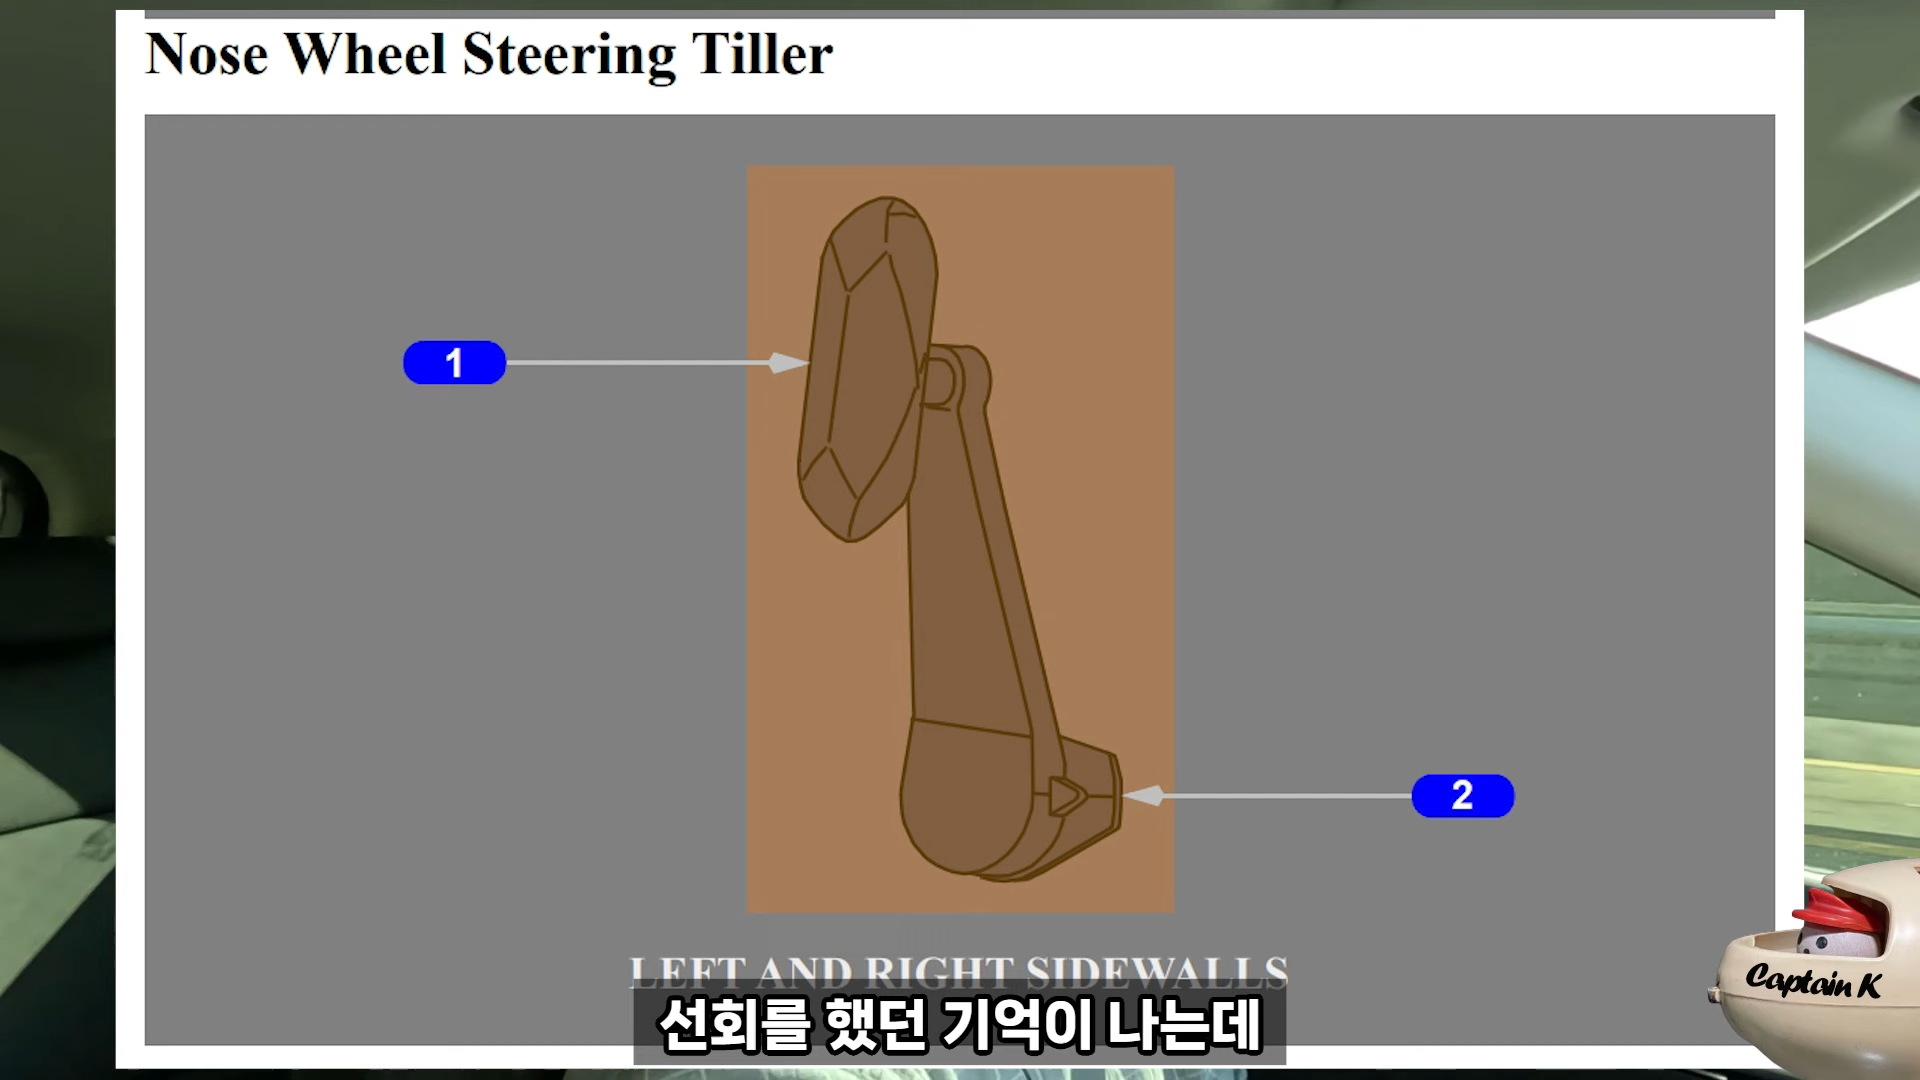 Nose Wheel Steering Tiller
1
2
LEFT AND RIGHT SIDEWALLS
선회를 했던 기억이 나는데
Captain K